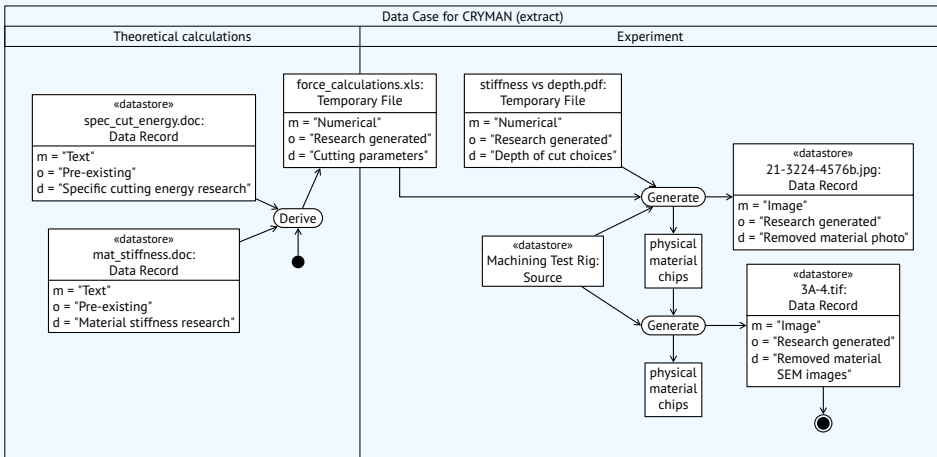 Data Case for CRYMAN (extract)
Theoretical calculations
Experiment
«datastore»
spec_cut_energy.doc:
Data Record
m = "Text"
o = "Pre-existing"
d = "Specific cutting energy research"
«datastore»
mat_stiffness.doc:
Data Record
m = "Text"
o = "Pre-existing"
d = "Material stiffness research"
Derive
force_calculations.xls:
Temporary File
m = "Numerical"
o = "Research generated"
d = "Cutting parameters"
stiffness vs depth.pdf:
Temporary File
m = "Numerical"
o = "Research generated"
d = "Depth of cut choices"
Generate
«datastore»
21-3224-4576b.jpg:
Data Record
m = "Image"
o = "Research generated"
d = "Removed material photo"
«datastore»
Machining Test Rig:
Source
physical
material
chips
Generate
«datastore»
3A-4.tif:
Data Record
m = "Image"
o = "Research generated"
d = "Removed material
SEM images"
physical
material
chips